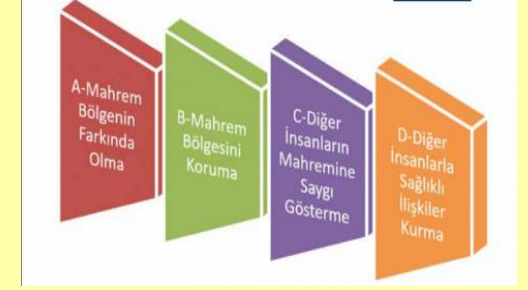 A-Mahrem
Bölgenin
Farkında
Olma
B-Mahrem
Bölgesini
Koruma
C-Diğer
İnsanların
Mahremine
Saygı
Gösterme
D-Diğer
İnsanlarla
Sağlıklı
İlişkiler
Kurma